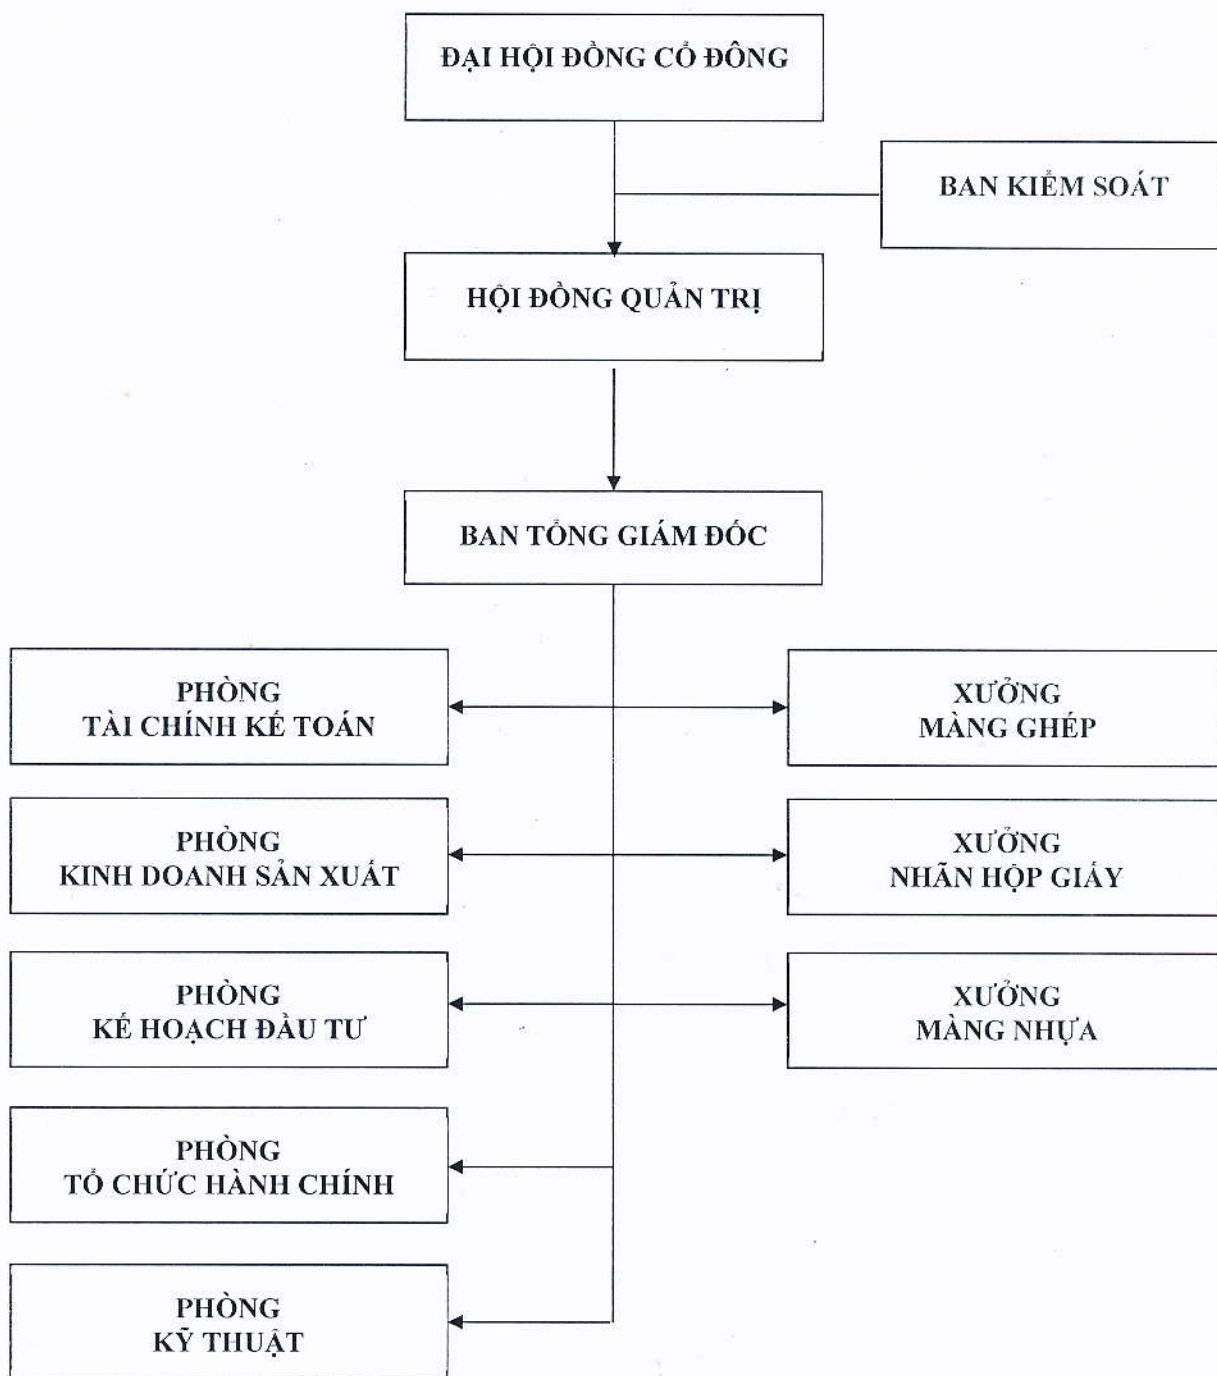 ĐẠI HỘI ĐỒNG CỔ ĐÔNG
BAN KIỂM SOÁT
HỘI ĐỒNG QUẢN TRỊ
BAN TỔNG GIÁM ĐỐC
PHÒNG
TÀI CHÍNH KẾ TOÁN
XƯỞNG
MÀNG GHÉP
PHÒNG
KINH DOANH SẢN XUẤT
XƯỞNG
NHÃN HỘP GIẤY
PHÒNG
KẾ HOẠCH ĐẦU TƯ
XƯỞNG
MÀNG NHỰA
PHÒNG
TỔ CHỨC HÀNH CHÍNH
PHÒNG
KỸ THUẬT